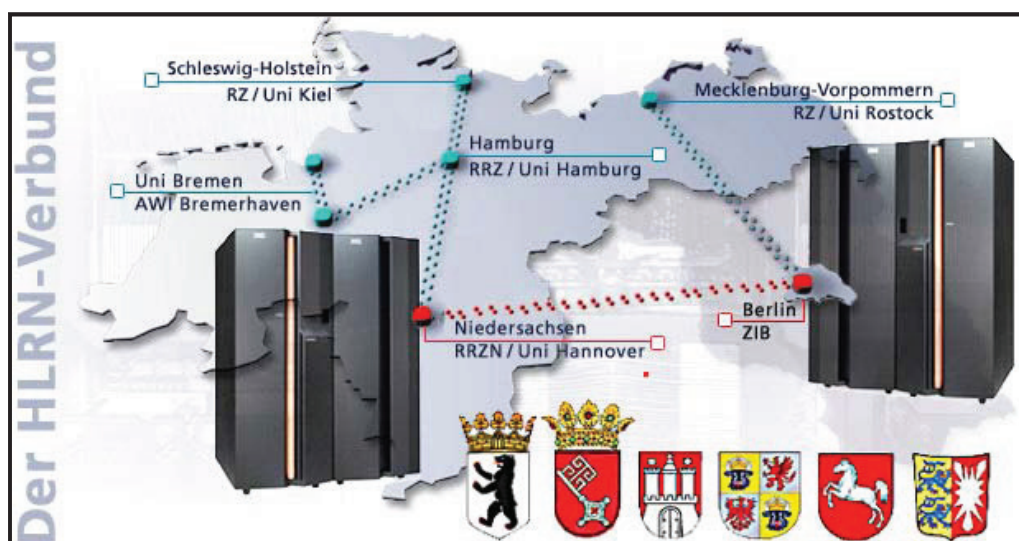 Der HLRN-Verbund
Schleswig-Holstein
RZ / Uni Kiel
Mecklenburg-Vorpommern
RZ / Uni Rostock
Hamburg
RRZ / Uni Hamburg
Uni Bremen
AWI Bremerhaven
Niedersachsen
RRZN / Uni Hannover
Berlin
ZIB